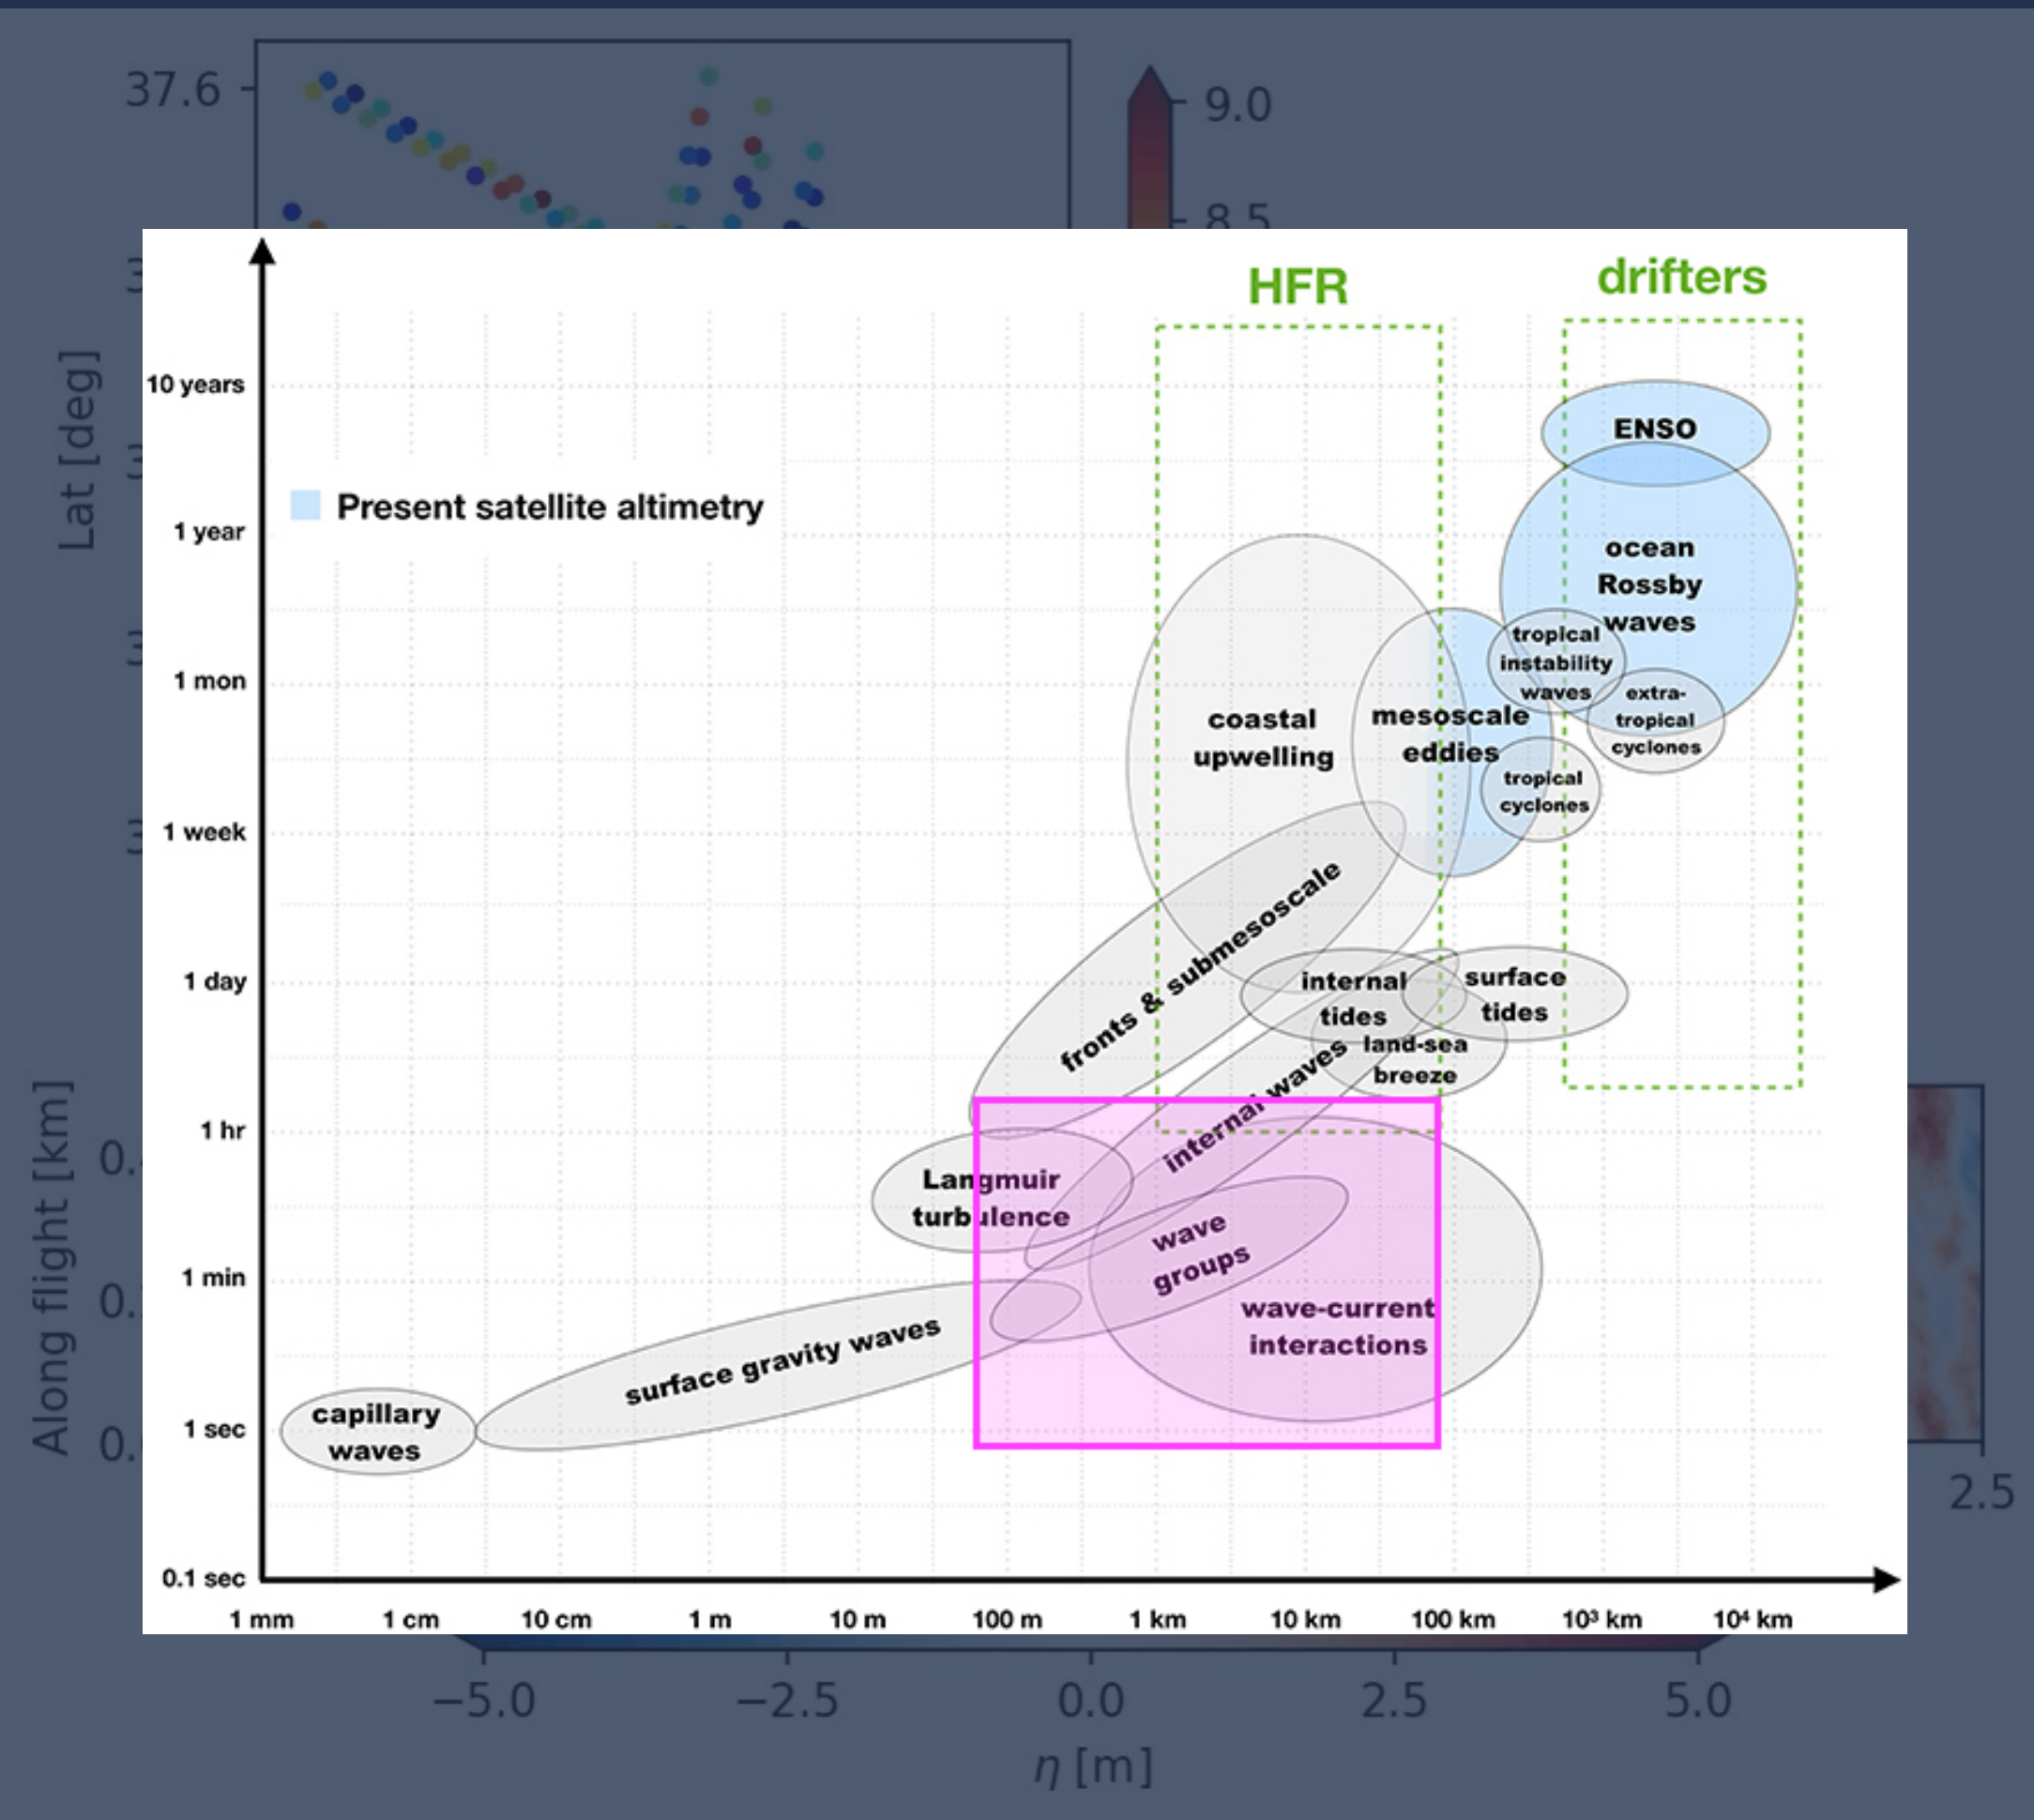 37.6
9.0
8.5
Lat [deg]
HFR
drifters
10 years
ENSO
Present satellite altimetry
1 year
ocean
Rossby
waves
tropical
instability
waves
1 mon
extra-
tropical
cyclones
coastal
upwelling
mesoscale
eddies
tropical
cyclones
1 week
fronts & submesoscale
1 day
internal
tides
surface
tides
land-sea
breeze
internal waves
1 hr
Langmuir
turbulence
wave
groups
1 min
wave-current
interactions
surface gravity waves
capillary
waves
1 sec
0.1 sec
1 mm 1 cm 10 cm 1 m 10 m 100 m 1 km 10 km 100 km 10³ km 10⁴ km
Along flight [km]
2.5
−5.0 −2.5 0.0 2.5 5.0
η [m]